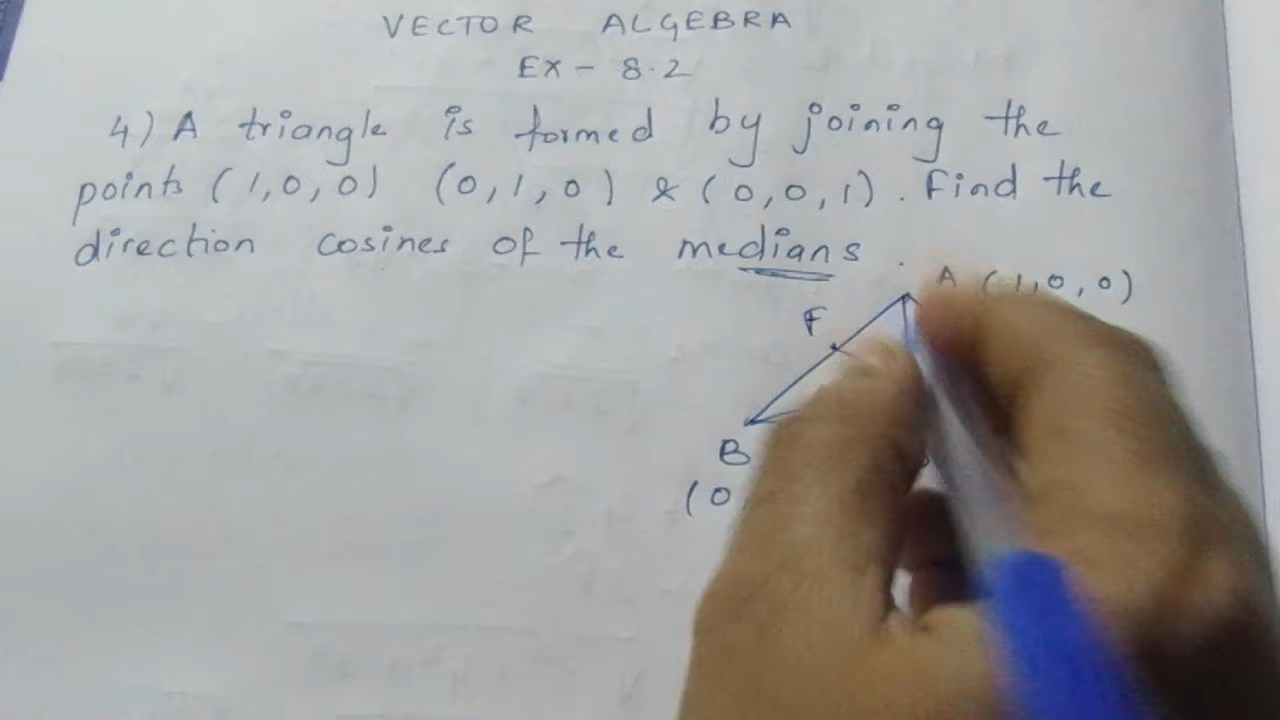 VECTOR ALGEBRA
EX - 8.2
4) A triangle is formed by joining the
points (1,0,0) (0,1,0) & (0,0,1). Find the
direction cosines of the medians.
A (1,0,0)
F
B
(0